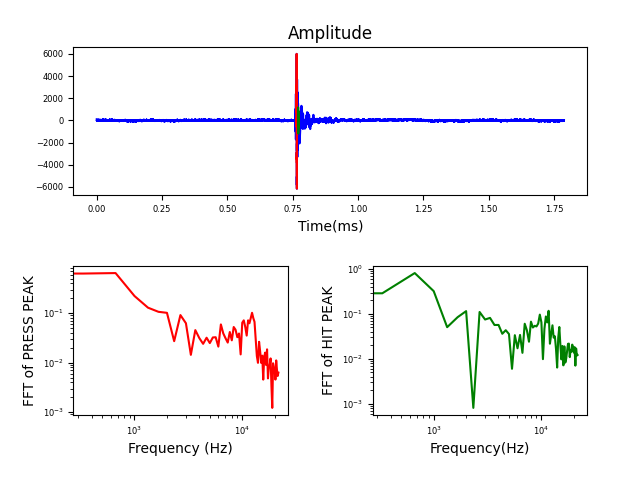 Amplitude
6000
4000
2000
0
−2000
−4000
−6000
0.00 0.25 0.50 0.75 1.00 1.25 1.50 1.75
Time(ms)
FFT of PRESS PEAK
10⁻¹
10⁻²
10⁻³
10³ 10⁴
Frequency (Hz)
FFT of HIT PEAK
10⁰
10⁻¹
10⁻²
10⁻³
10³ 10⁴
Frequency(Hz)